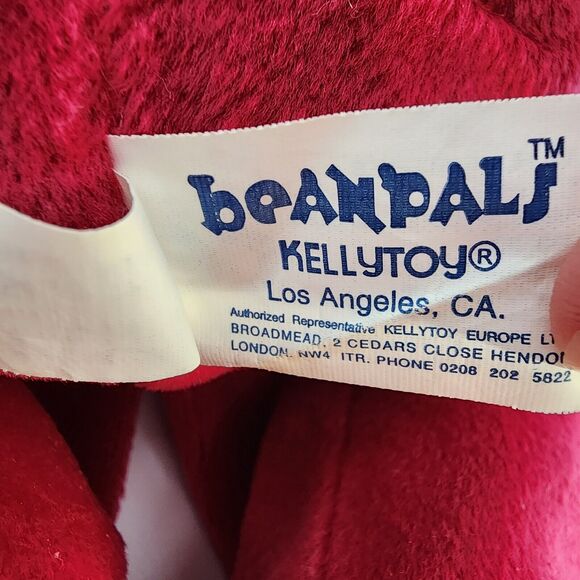 beANPALS™
KELLYTOY®
Los Angeles, CA.
Authorized Representative KELLYTOY EUROPE
BROADMEAD, 2 CEDARS CLOSE HENDON
LONDON, NW4 ITR. PHONE 0208 202 5822